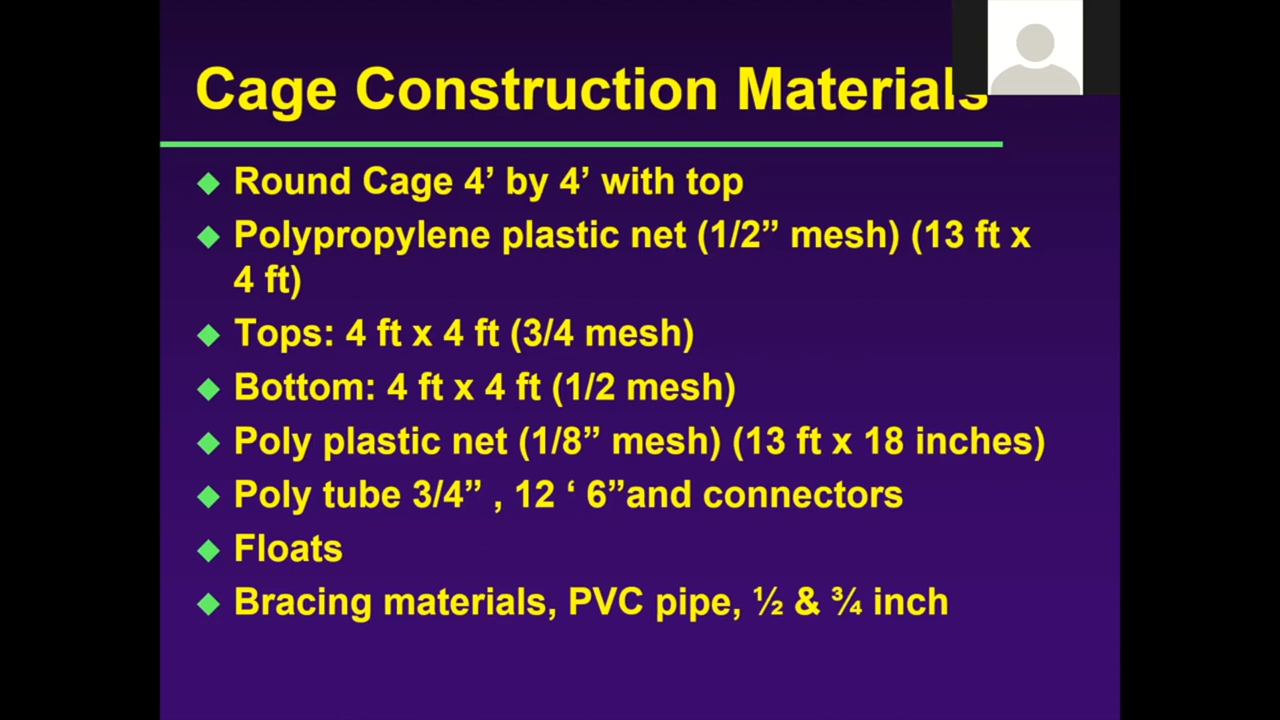 Cage Construction Materials
Round Cage 4’ by 4’ with top
Polypropylene plastic net (1/2” mesh) (13 ft x
4 ft)
Tops: 4 ft x 4 ft (3/4 mesh)
Bottom: 4 ft x 4 ft (1/2 mesh)
Poly plastic net (1/8” mesh) (13 ft x 18 inches)
Poly tube 3/4” , 12 ‘ 6”and connectors
Floats
Bracing materials, PVC pipe, ½ & ¾ inch